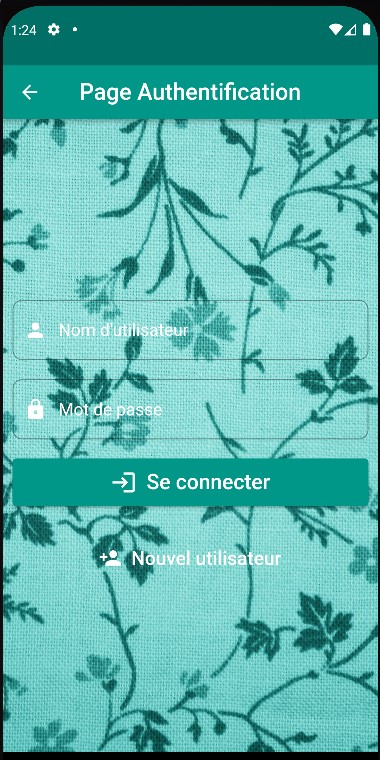 1:24
Page Authentification
Nom d'utilisateur
Mot de passe
Se connecter
Nouvel utilisateur